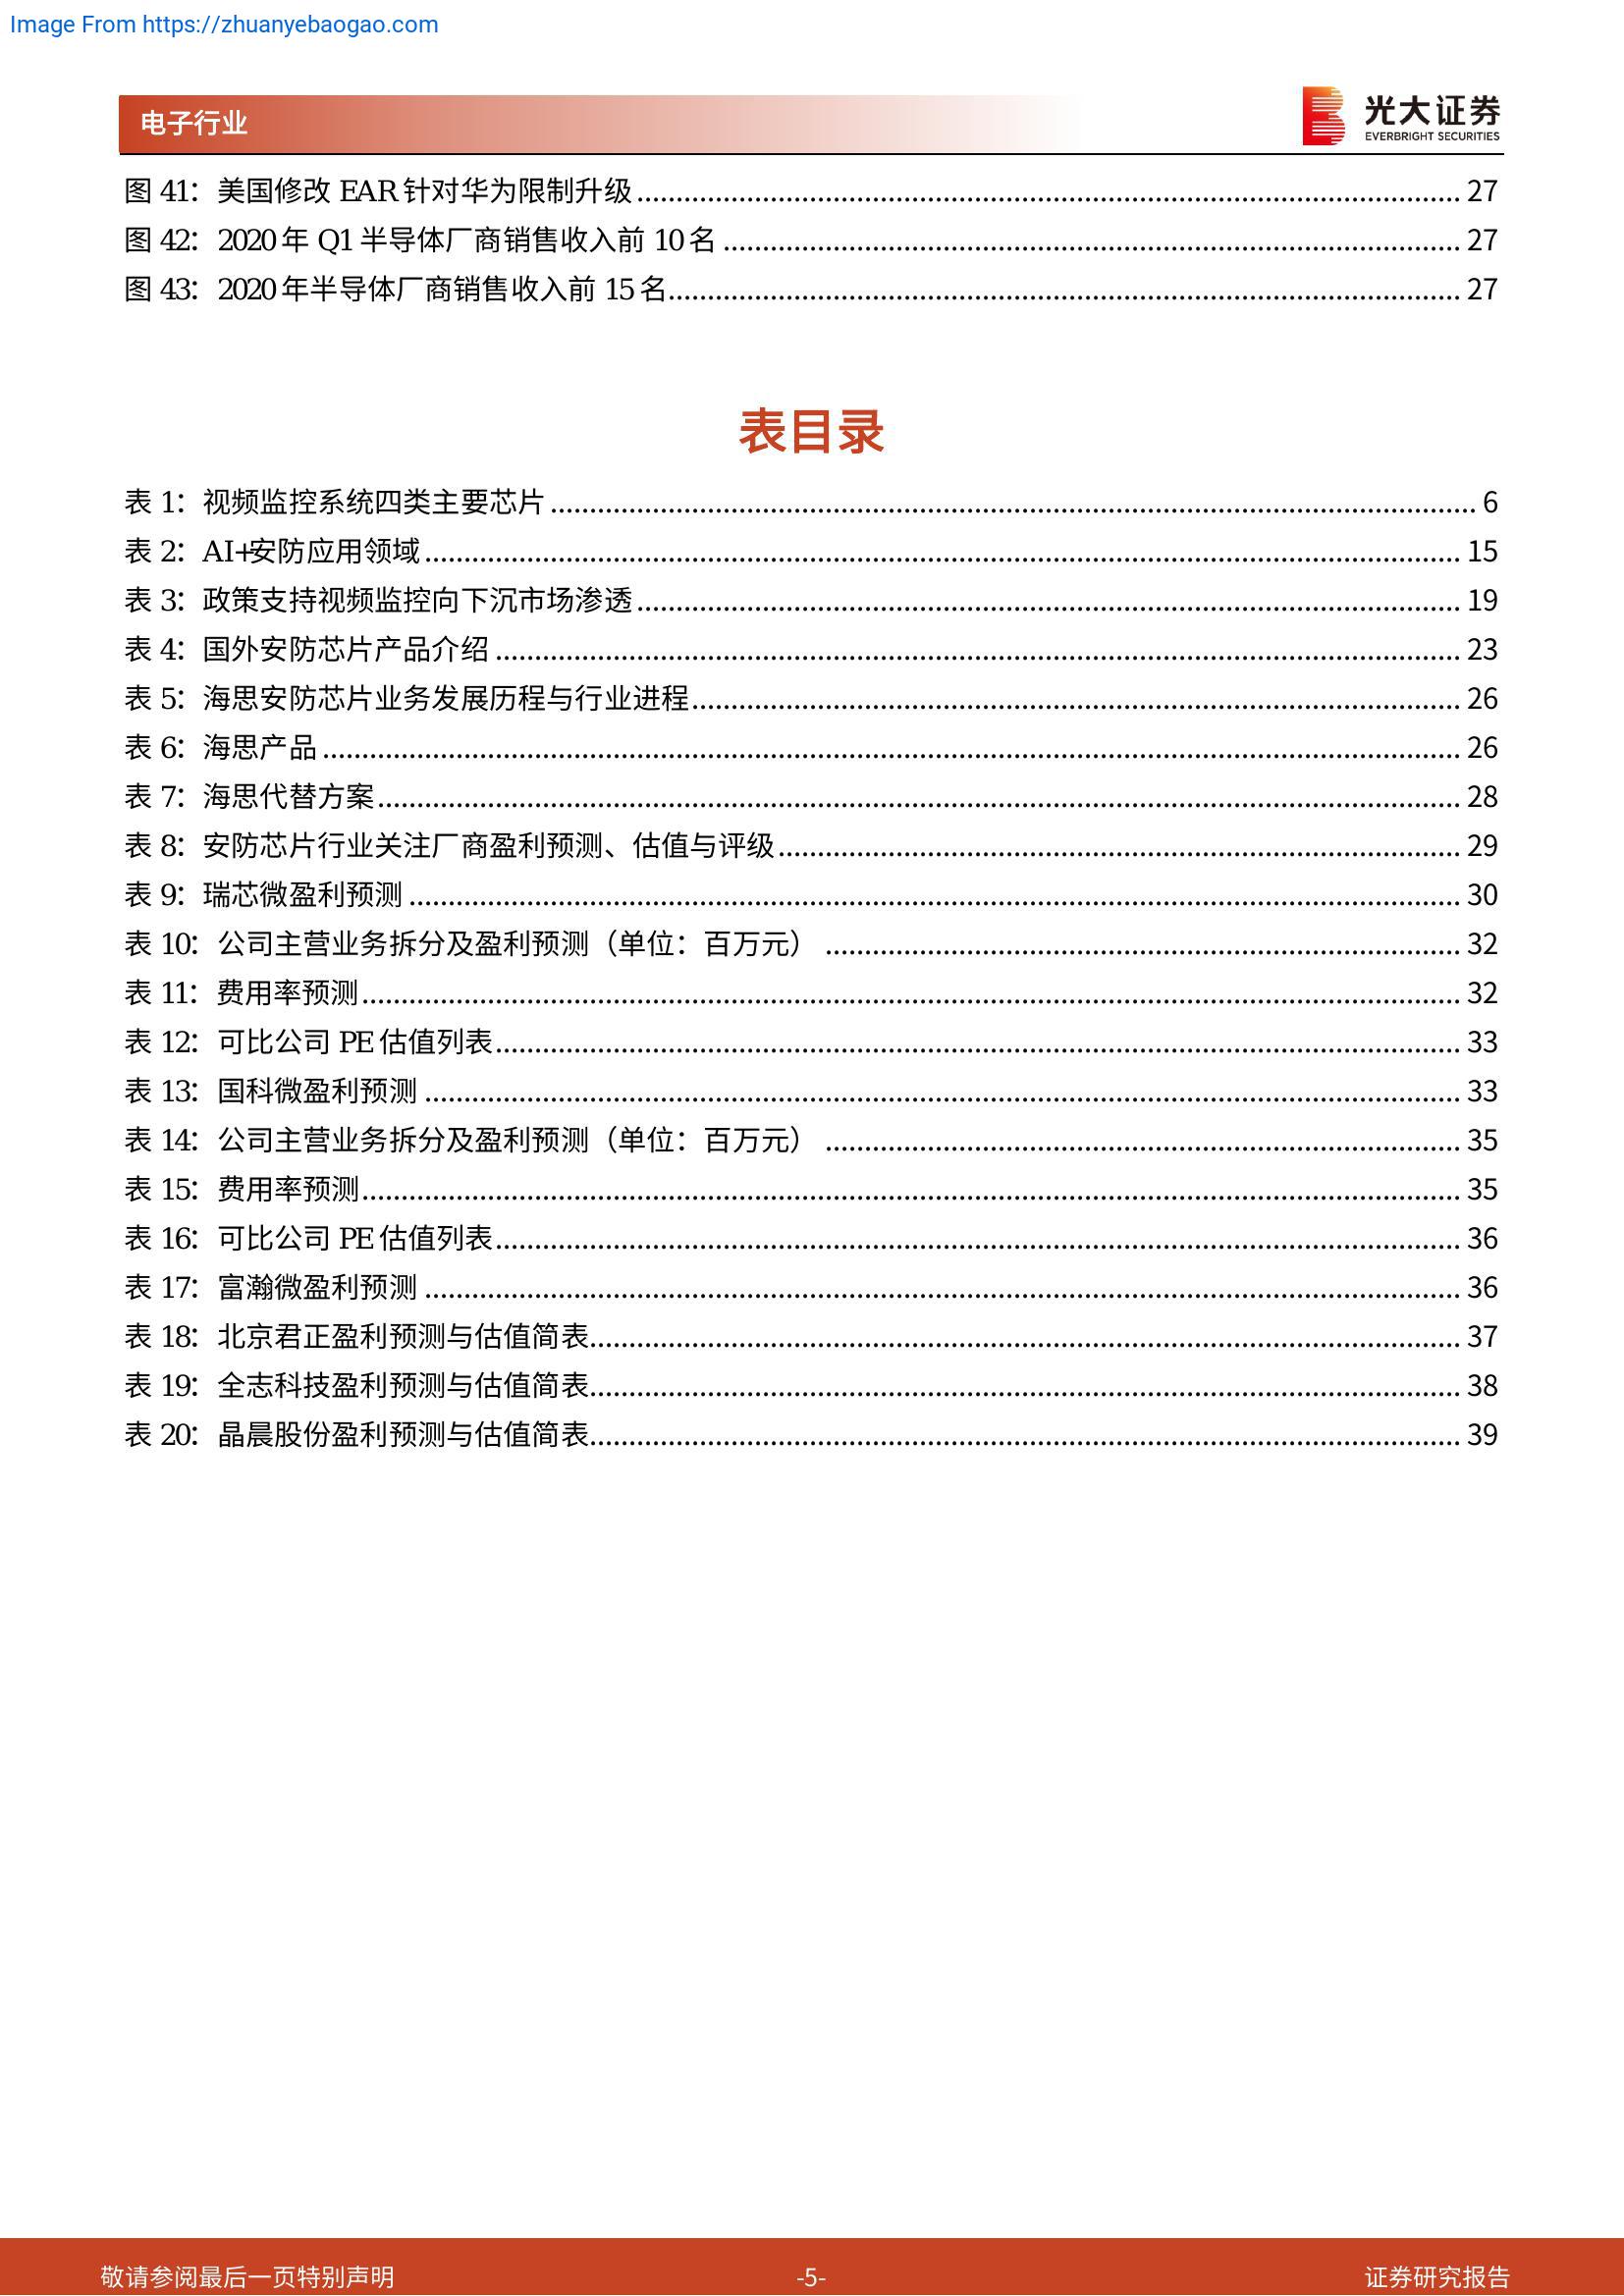 Image From https://zhuanyebaogao.com
电子行业
光大证券
EVERBRIGHT SECURITIES
图 41：美国修改 EAR 针对华为限制升级 27
图 42：2020 年 Q1 半导体厂商销售收入前 10 名 27
图 43：2020 年半导体厂商销售收入前 15 名 27
表目录
表 1：视频监控系统四类主要芯片 6
表 2：AI+安防应用领域 15
表 3：政策支持视频监控向下沉市场渗透 19
表 4：国外安防芯片产品介绍 23
表 5：海思安防芯片业务发展历程与行业进程 26
表 6：海思产品 26
表 7：海思代替方案 28
表 8：安防芯片行业关注厂商盈利预测、估值与评级 29
表 9：瑞芯微盈利预测 30
表 10：公司主营业务拆分及盈利预测（单位：百万元） 32
表 11：费用率预测 32
表 12：可比公司 PE 估值列表 33
表 13：国科微盈利预测 33
表 14：公司主营业务拆分及盈利预测（单位：百万元） 35
表 15：费用率预测 35
表 16：可比公司 PE 估值列表 36
表 17：富瀚微盈利预测 36
表 18：北京君正盈利预测与估值简表 37
表 19：全志科技盈利预测与估值简表 38
表 20：晶晨股份盈利预测与估值简表 39
敬请参阅最后一页特别声明 -5- 证券研究报告